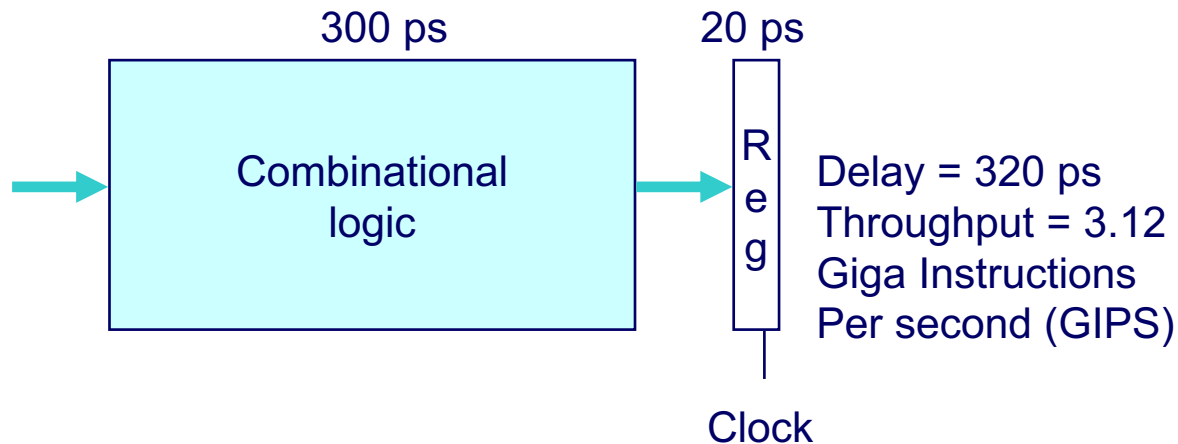 300 ps
20 ps
Combinational
logic
R
e
g
Delay = 320 ps
Throughput = 3.12
Giga Instructions
Per second (GIPS)
Clock